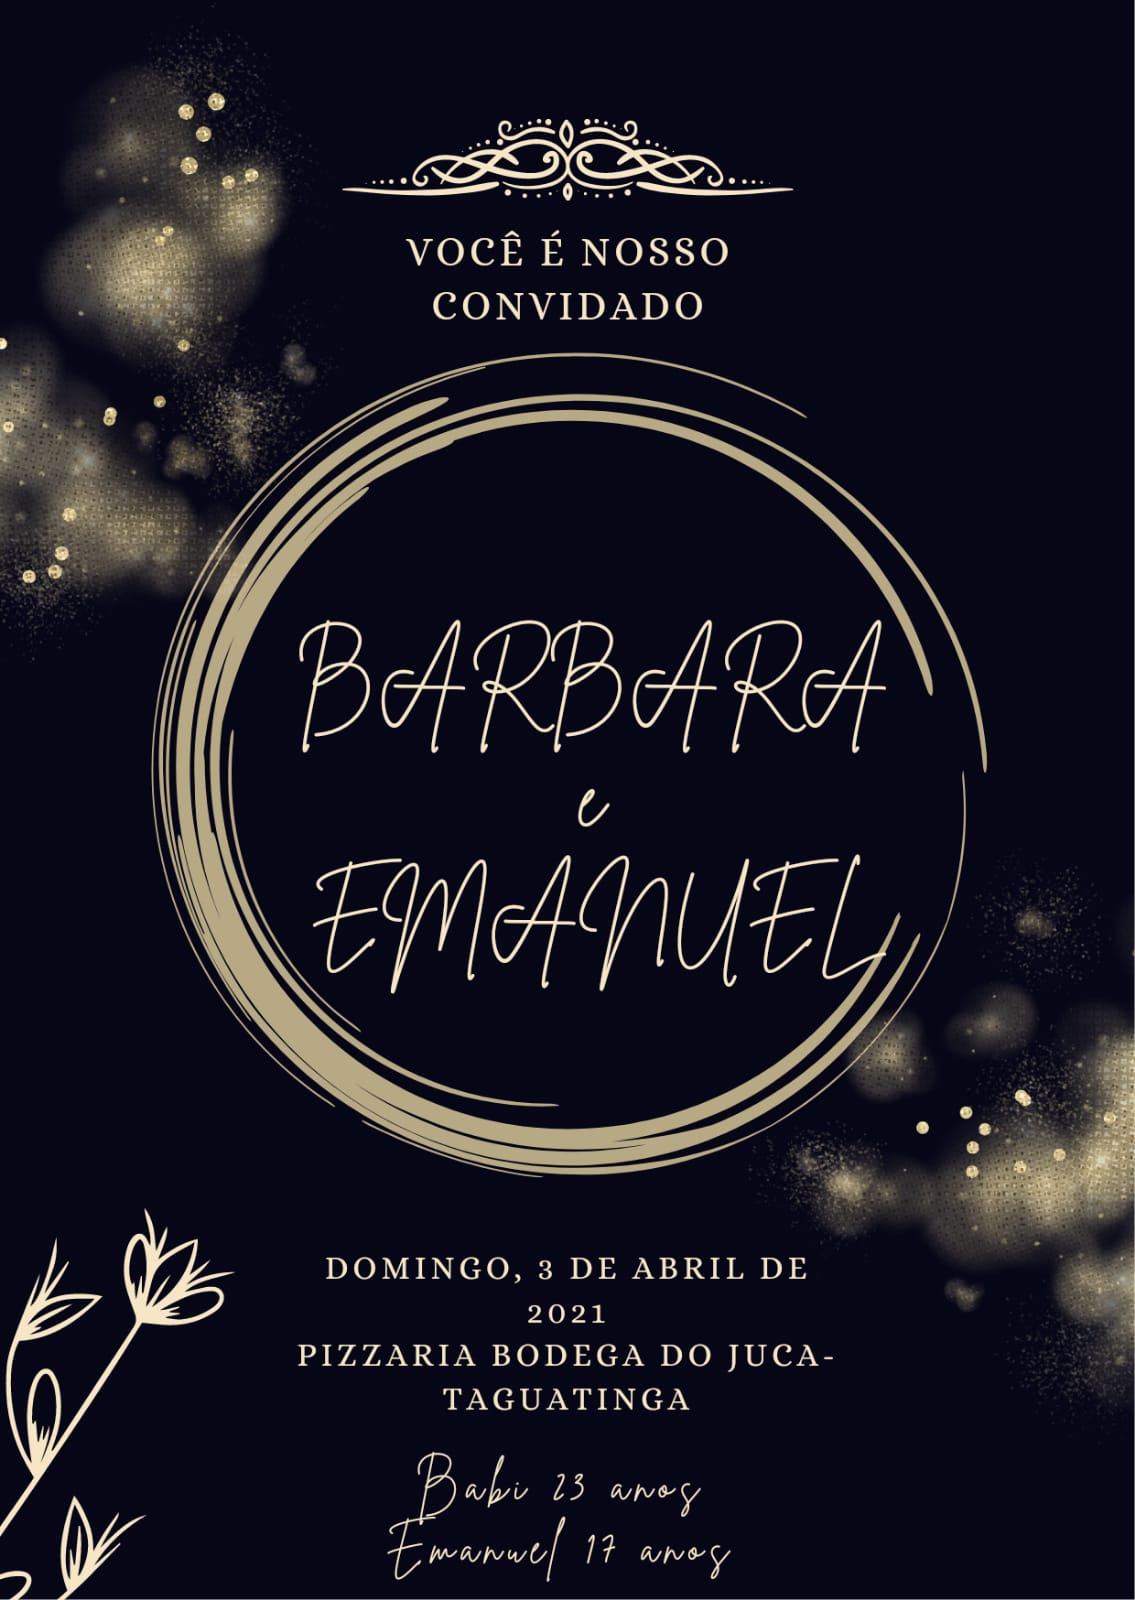 VOCÊ É NOSSO
CONVIDADO
BARBARA
e
EMANUEL
DOMINGO, 3 DE ABRIL DE
2021
PIZZARIA BODEGA DO JUCA-
TAGUATINGA
Babi 23 anos
Emanuel 17 anos